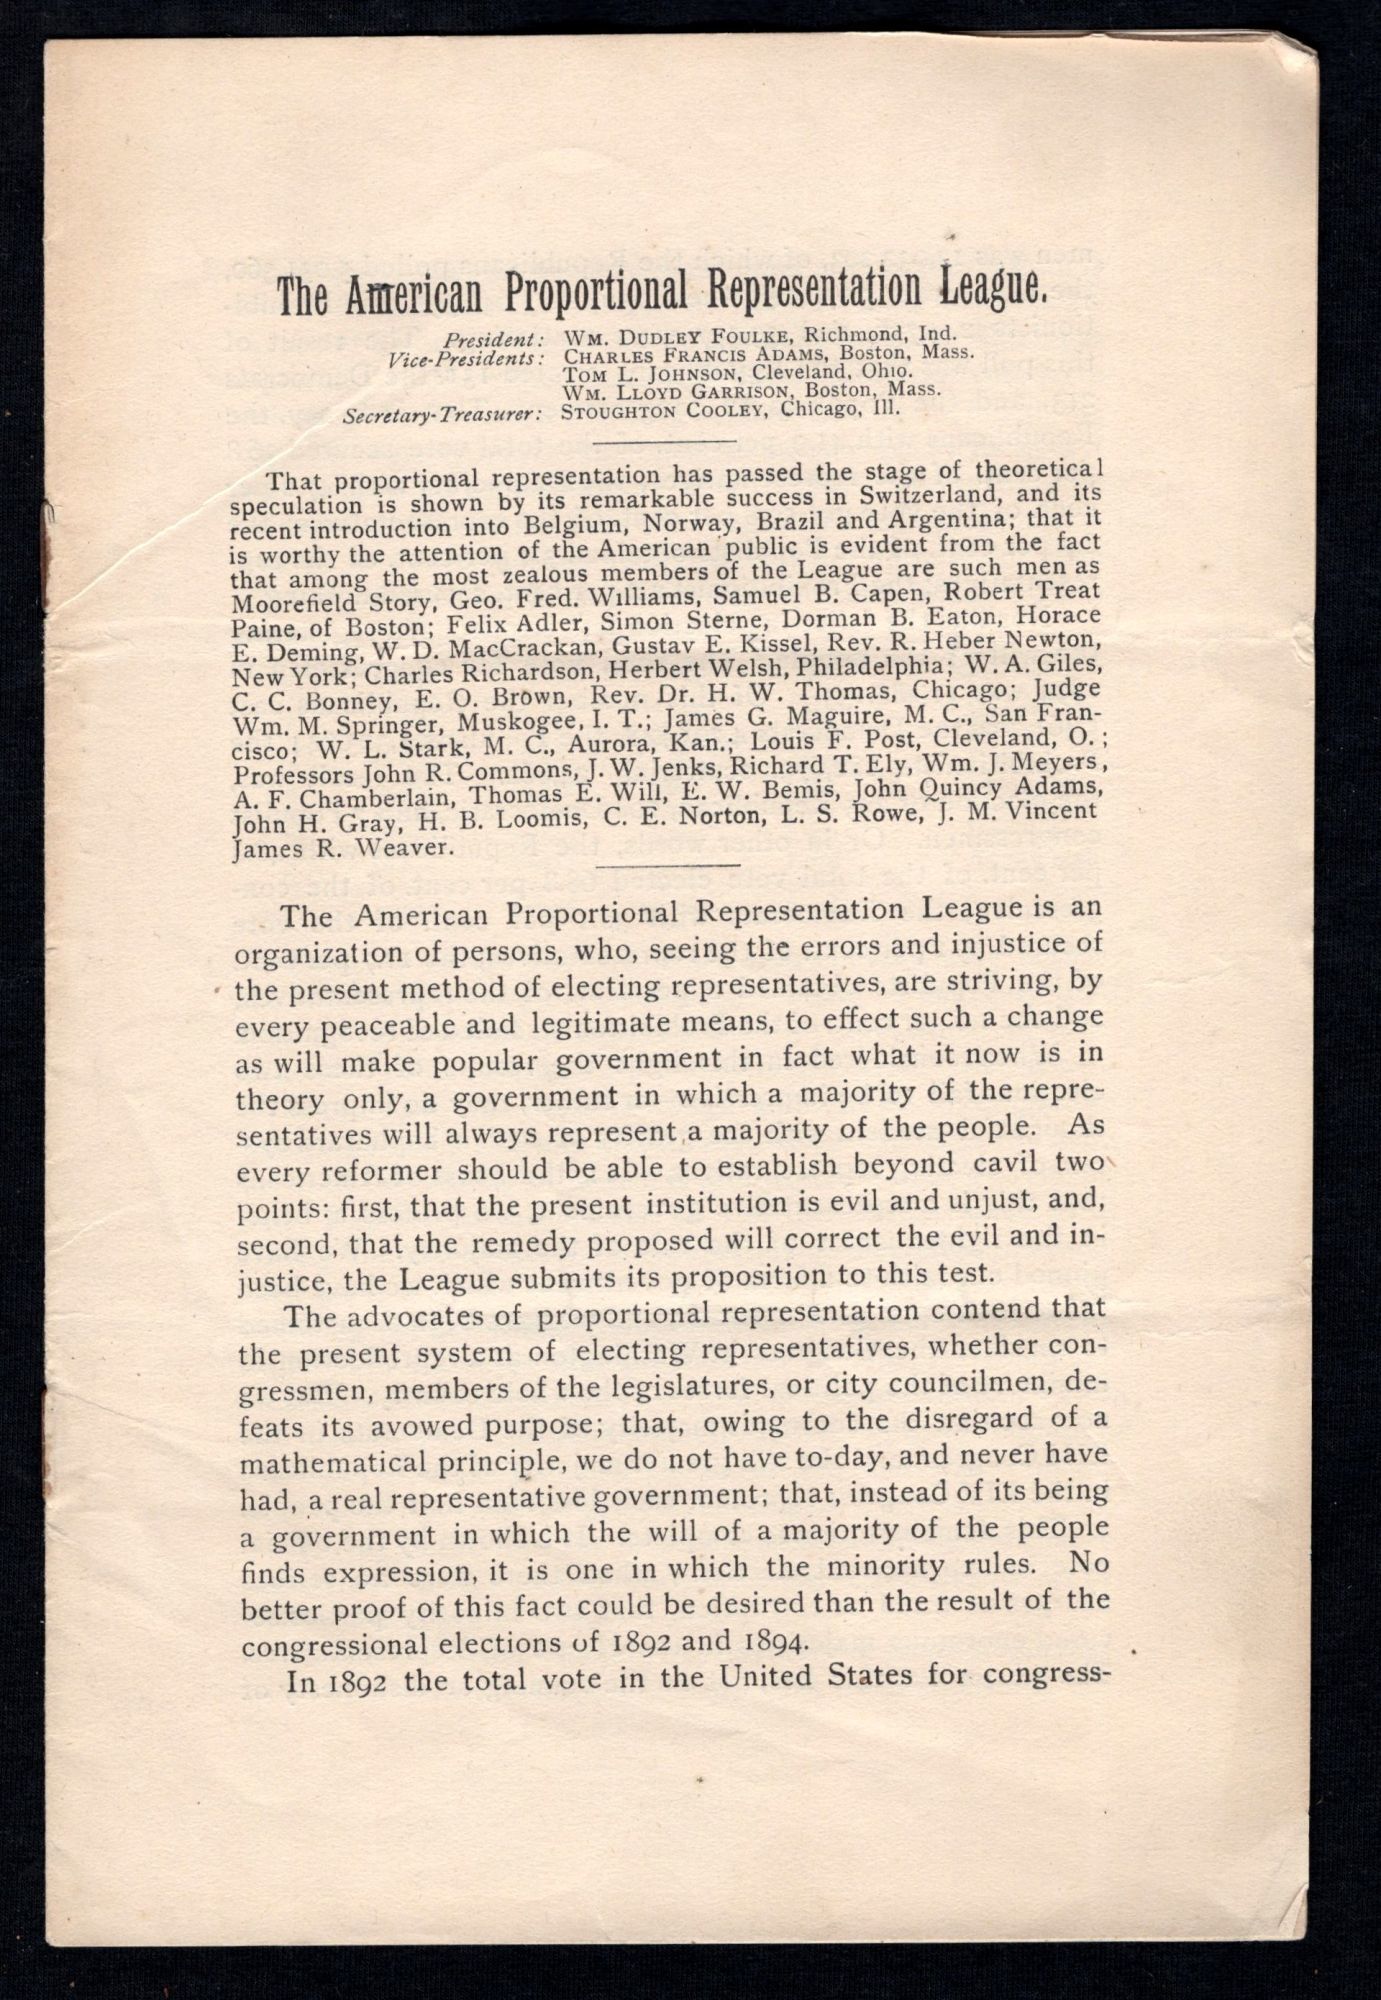 The American Proportional Representation League.
President: WM. DUDLEY FOULKE, Richmond, Ind.
Vice-Presidents: CHARLES FRANCIS ADAMS, Boston, Mass.
TOM L. JOHNSON, Cleveland, Ohio.
WM. LLOYD GARRISON, Boston, Mass.
Secretary-Treasurer: STOUGHTON COOLEY, Chicago, Ill.
That proportional representation has passed the stage of theoretical
speculation is shown by its remarkable success in Switzerland, and its
recent introduction into Belgium, Norway, Brazil and Argentina; that it
is worthy the attention of the American public is evident from the fact
that among the most zealous members of the League are such men as
Moorefield Story, Geo. Fred. Williams, Samuel B. Capen, Robert Treat
Paine, of Boston; Felix Adler, Simon Sterne, Dorman B. Eaton, Horace
E. Deming, W. D. MacCrackan, Gustav E. Kissel, Rev. R. Heber Newton,
New York; Charles Richardson, Herbert Welsh, Philadelphia; W. A. Giles,
C. C. Bonney, E. O. Brown, Rev. Dr. H. W. Thomas, Chicago; Judge
Wm. M. Springer, Muskogee, I. T.; James G. Maguire, M. C., San Fran-
cisco; W. L. Stark, M. C., Aurora, Kan.; Louis F. Post, Cleveland, O.;
Professors John R. Commons, J. W. Jenks, Richard T. Ely, Wm. J. Meyers,
A. F. Chamberlain, Thomas E. Will, E. W. Bemis, John Quincy Adams,
John H. Gray, H. B. Loomis, C. E. Norton, L. S. Rowe, J. M. Vincent
James R. Weaver.
The American Proportional Representation League is an
organization of persons, who, seeing the errors and injustice of
the present method of electing representatives, are striving, by
every peaceable and legitimate means, to effect such a change
as will make popular government in fact what it now is in
theory only, a government in which a majority of the repre-
sentatives will always represent a majority of the people. As
every reformer should be able to establish beyond cavil two
points: first, that the present institution is evil and unjust, and,
second, that the remedy proposed will correct the evil and in-
justice, the League submits its proposition to this test.
The advocates of proportional representation contend that
the present system of electing representatives, whether con-
gressmen, members of the legislatures, or city councilmen, de-
feats its avowed purpose; that, owing to the disregard of a
mathematical principle, we do not have to-day, and never have
had, a real representative government; that, instead of its being
a government in which the will of a majority of the people
finds expression, it is one in which the minority rules. No
better proof of this fact could be desired than the result of the
congressional elections of 1892 and 1894.
In 1892 the total vote in the United States for congress-